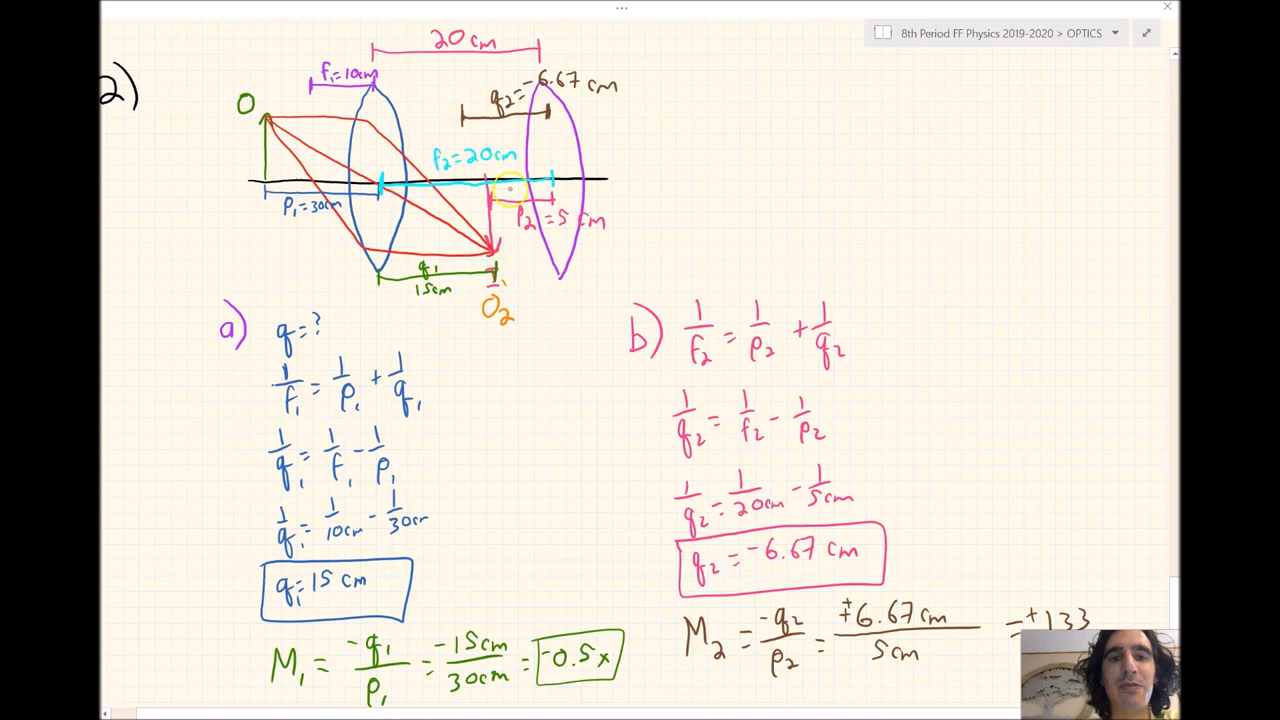 ...
8th Period FF Physics 2019-2020 > OPTICS
2)
20 cm
f₁=10cm
q₂=-6.67 cm
O
f₂=20cm
p₁=30cm
p₂=5 cm
q₁
15cm
I₁
O₂
a)
q=?
1/f₁ = 1/p₁ + 1/q₁
1/q₁ = 1/f₁ - 1/p₁
1/q₁ = 1/10cm - 1/30cm
q₁=15 cm
M₁ = -q₁/p₁ = -15cm/30cm = -0.5x
b)
1/f₂ = 1/p₂ + 1/q₂
1/q₂ = 1/f₂ - 1/p₂
1/q₂ = 1/20cm - 1/5cm
q₂ = -6.67 cm
M₂ = -q₂/p₂ = +6.67cm/5cm = +1.33